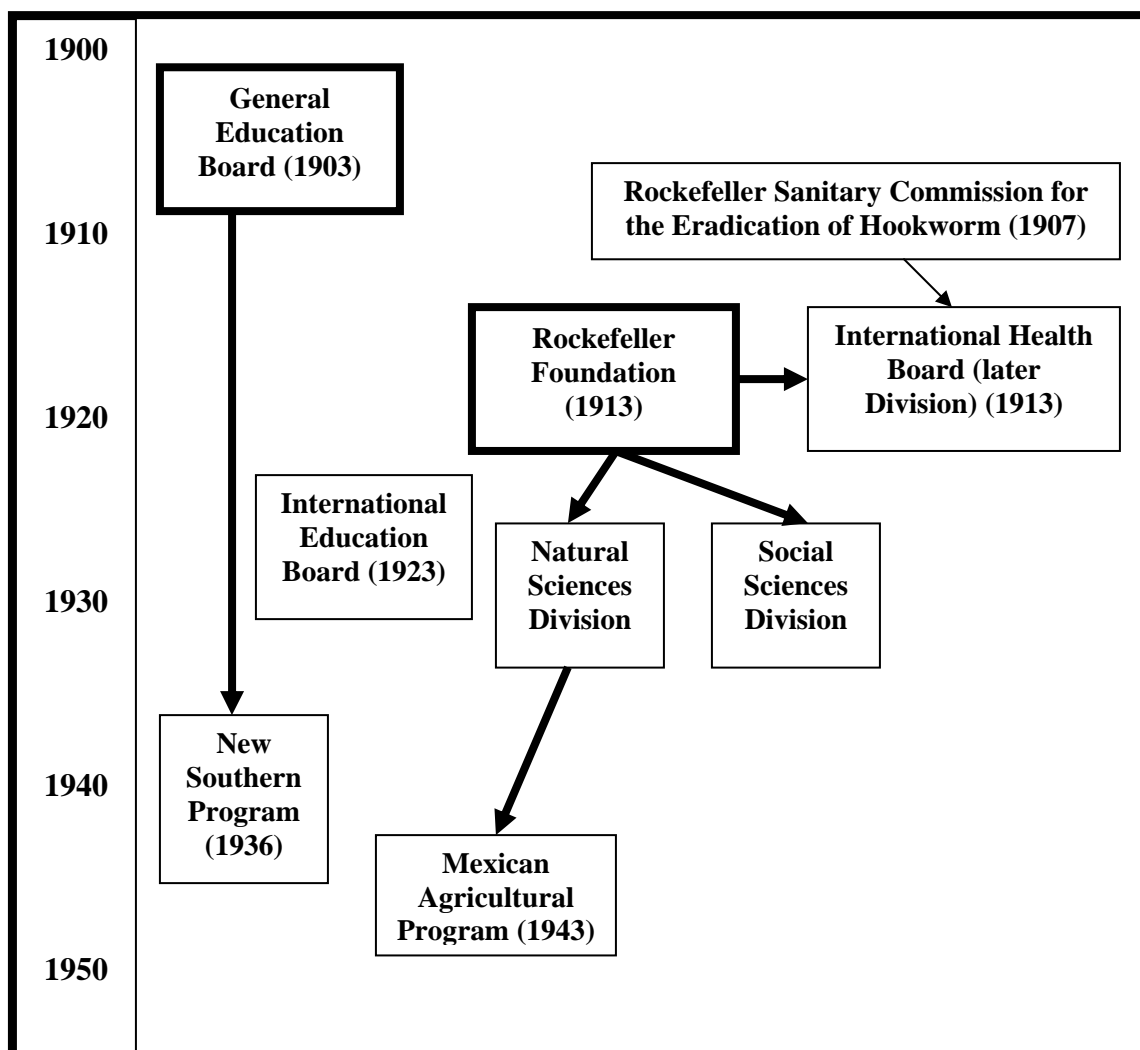 1900
General
Education
Board (1903)
Rockefeller Sanitary Commission for
the Eradication of Hookworm (1907)
1910
Rockefeller
Foundation
(1913)
International Health
Board (later
Division) (1913)
1920
International
Education
Board (1923)
Natural
Sciences
Division
Social
Sciences
Division
1930
New
Southern
Program
(1936)
1940
Mexican
Agricultural
Program (1943)
1950